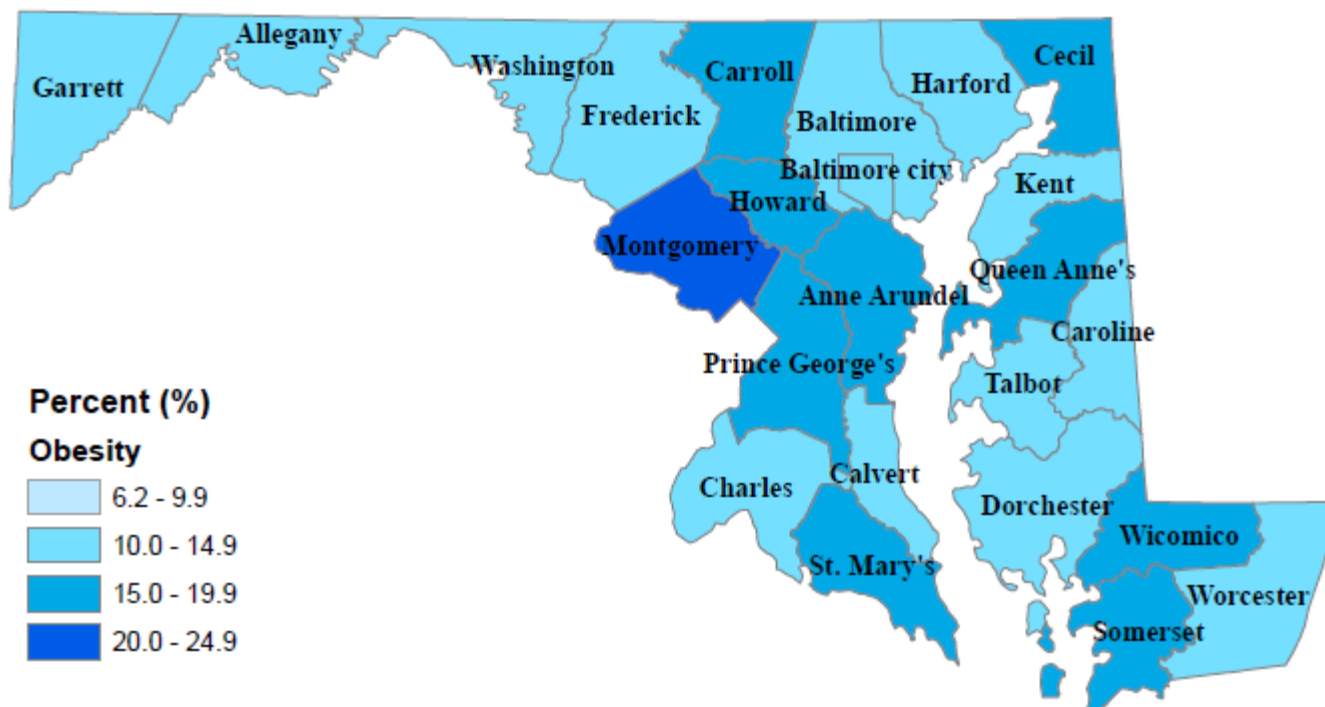 Allegany
Garrett
Washington
Frederick
Carroll
Baltimore
Harford
Cecil
Baltimore city
Kent
Howard
Montgomery
Queen Anne's
Anne Arundel
Caroline
Prince George's
Talbot
Charles
Calvert
Dorchester
Wicomico
St. Mary's
Worcester
Somerset
Percent (%)
Obesity
6.2 - 9.9
10.0 - 14.9
15.0 - 19.9
20.0 - 24.9